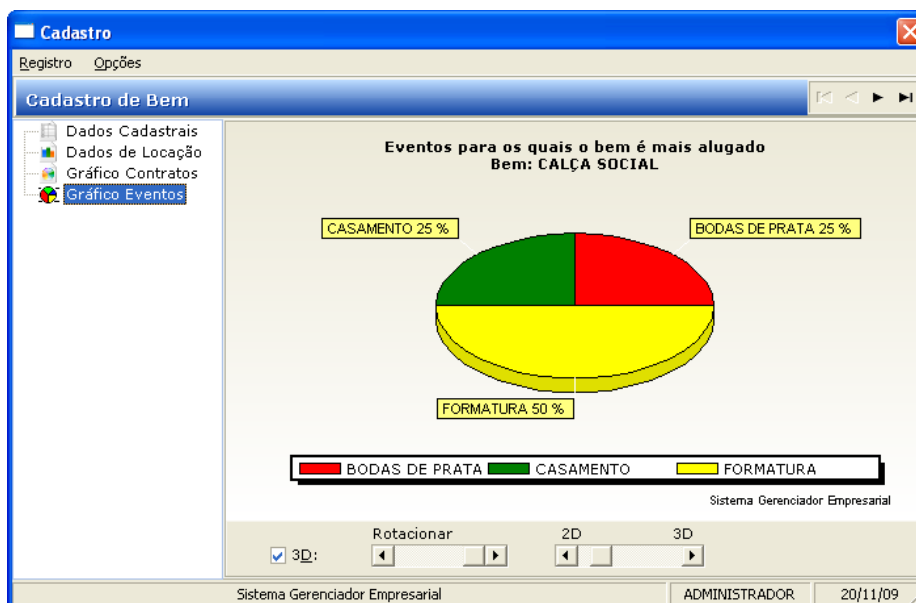 Cadastro
Registro Opções
Cadastro de Bem
Dados Cadastrais
Dados de Locação
Gráfico Contratos
Gráfico Eventos
Eventos para os quais o bem é mais alugado
Bem: CALÇA SOCIAL
CASAMENTO 25 %
BODAS DE PRATA 25 %
FORMATURA 50 %
BODAS DE PRATA CASAMENTO FORMATURA
Sistema Gerenciador Empresarial
Rotacionar 2D 3D
3D:
Sistema Gerenciador Empresarial ADMINISTRADOR 20/11/09